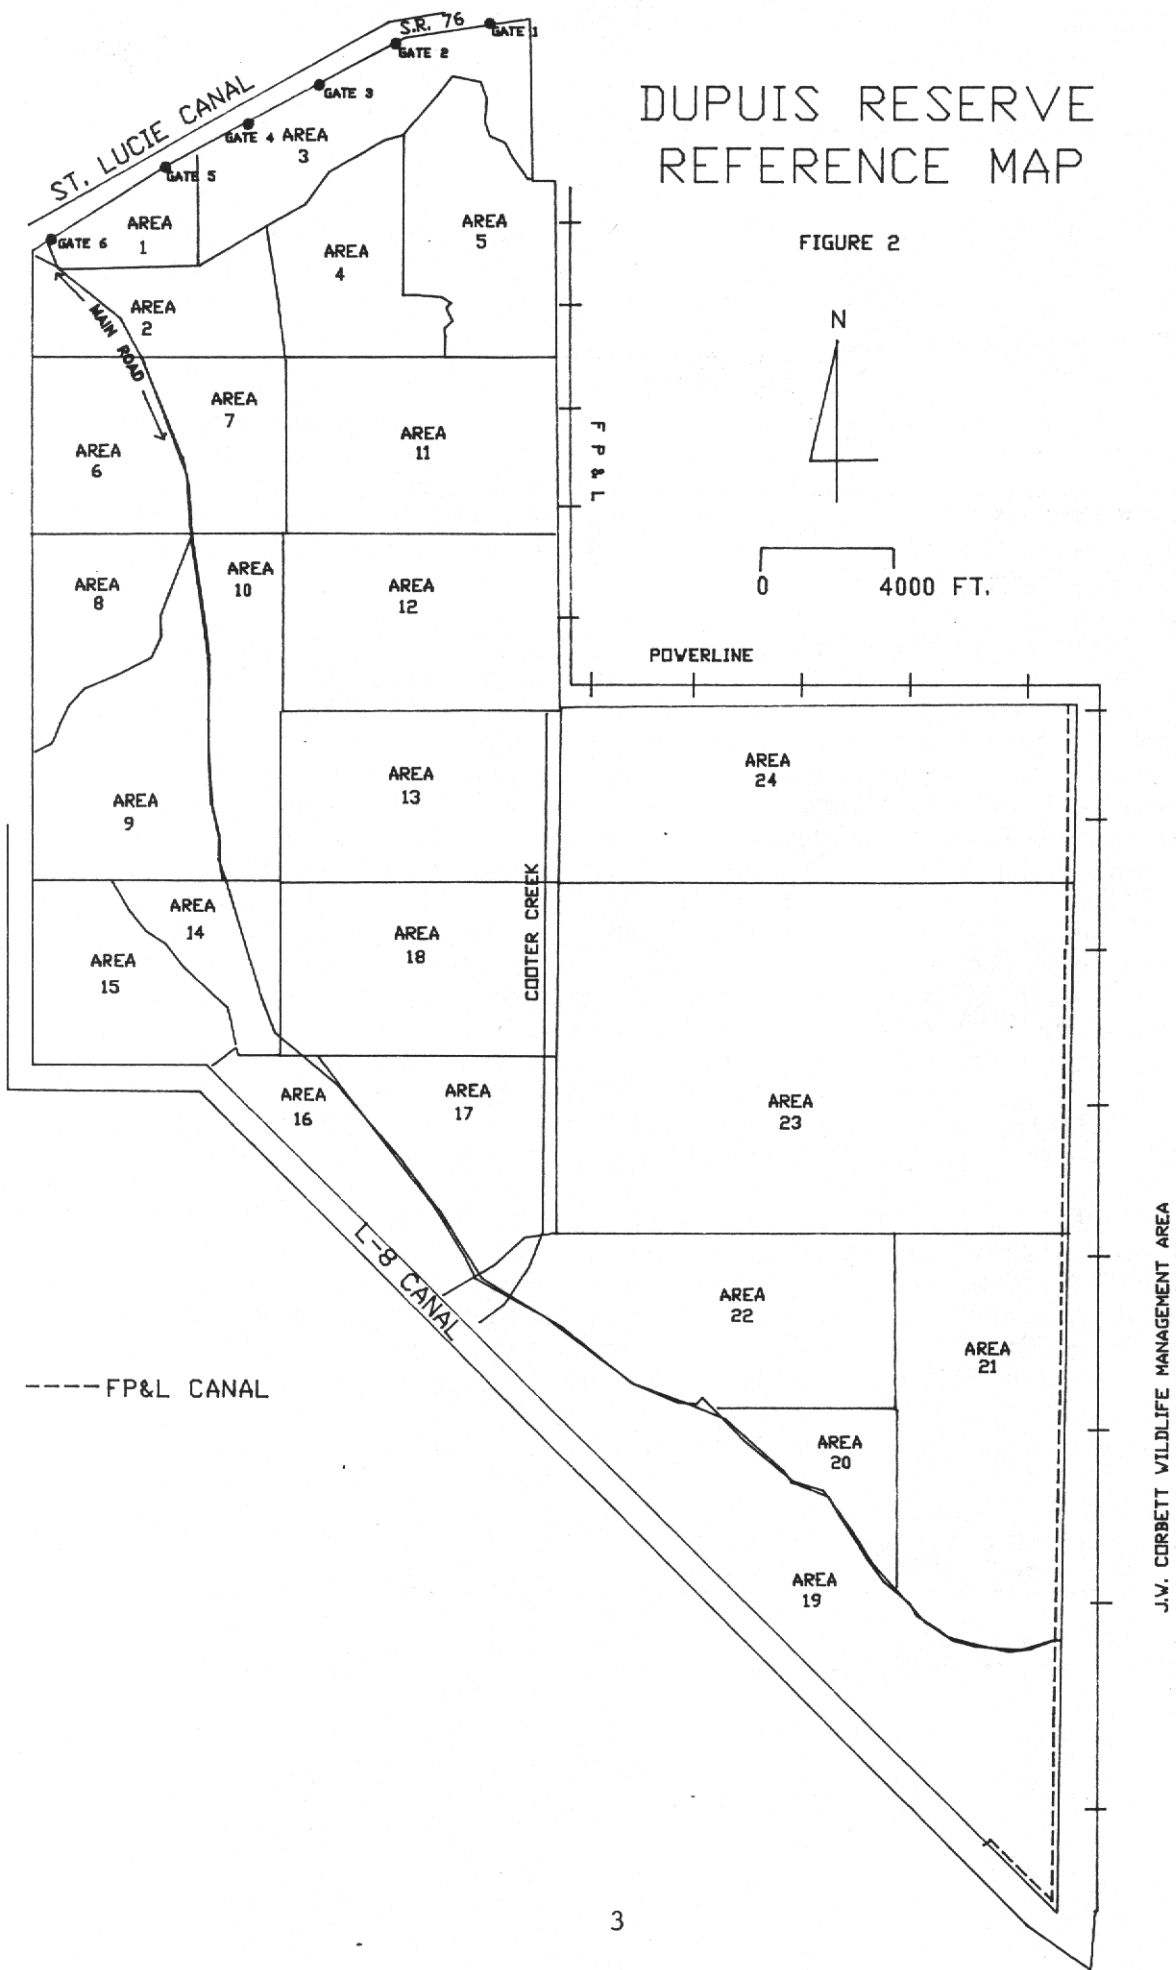 S.R. 76
GATE 1
GATE 2
GATE 3
GATE 4
GATE 5
GATE 6
ST. LUCIE CANAL
DUPUIS RESERVE
REFERENCE MAP
FIGURE 2
N
0 4000 FT.
AREA
3
AREA
1
AREA
5
AREA
4
AREA
2
MAIN ROAD
AREA
7
AREA
6
AREA
11
F P & L
AREA
10
AREA
8
AREA
12
POWERLINE
AREA
24
AREA
13
AREA
9
COOTER CREEK
AREA
14
AREA
18
AREA
15
AREA
16
AREA
17
AREA
23
L-8 CANAL
AREA
22
AREA
21
J.W. CORBETT WILDLIFE MANAGEMENT AREA
FP&L CANAL
AREA
20
AREA
19
3